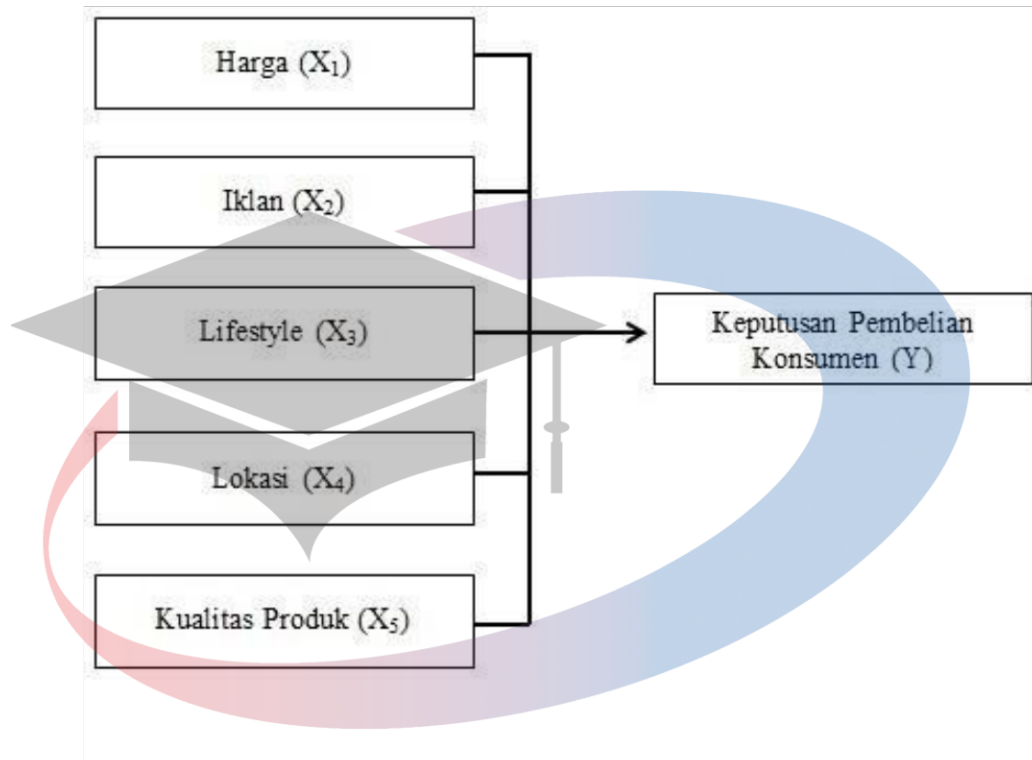 Harga (X₁)
Iklan (X₂)
Lifestyle (X₃)
Keputusan Pembelian
Konsumen (Y)
Lokasi (X₄)
Kualitas Produk (X₅)